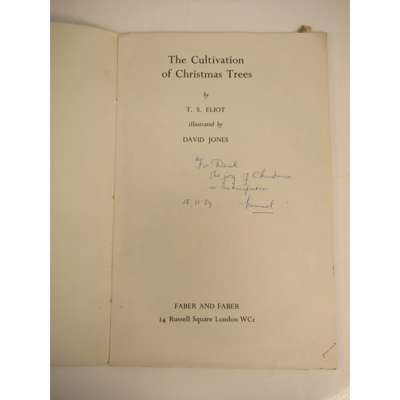 The Cultivation
of Christmas Trees
by
T. S. ELIOT
illustrated by
DAVID JONES
For
the joy of Christmas
FABER AND FABER
24 Russell Square London WC1